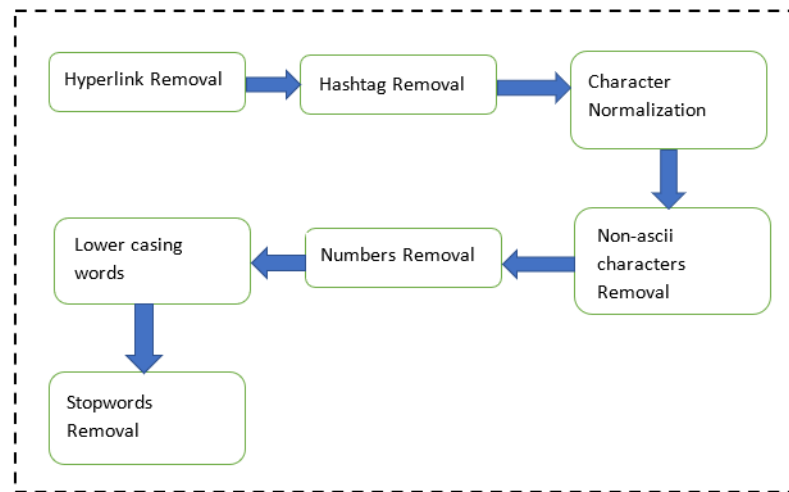 Hyperlink Removal
Hashtag Removal
Character
Normalization
Non-ascii
characters
Removal
Numbers Removal
Lower casing
words
Stopwords
Removal